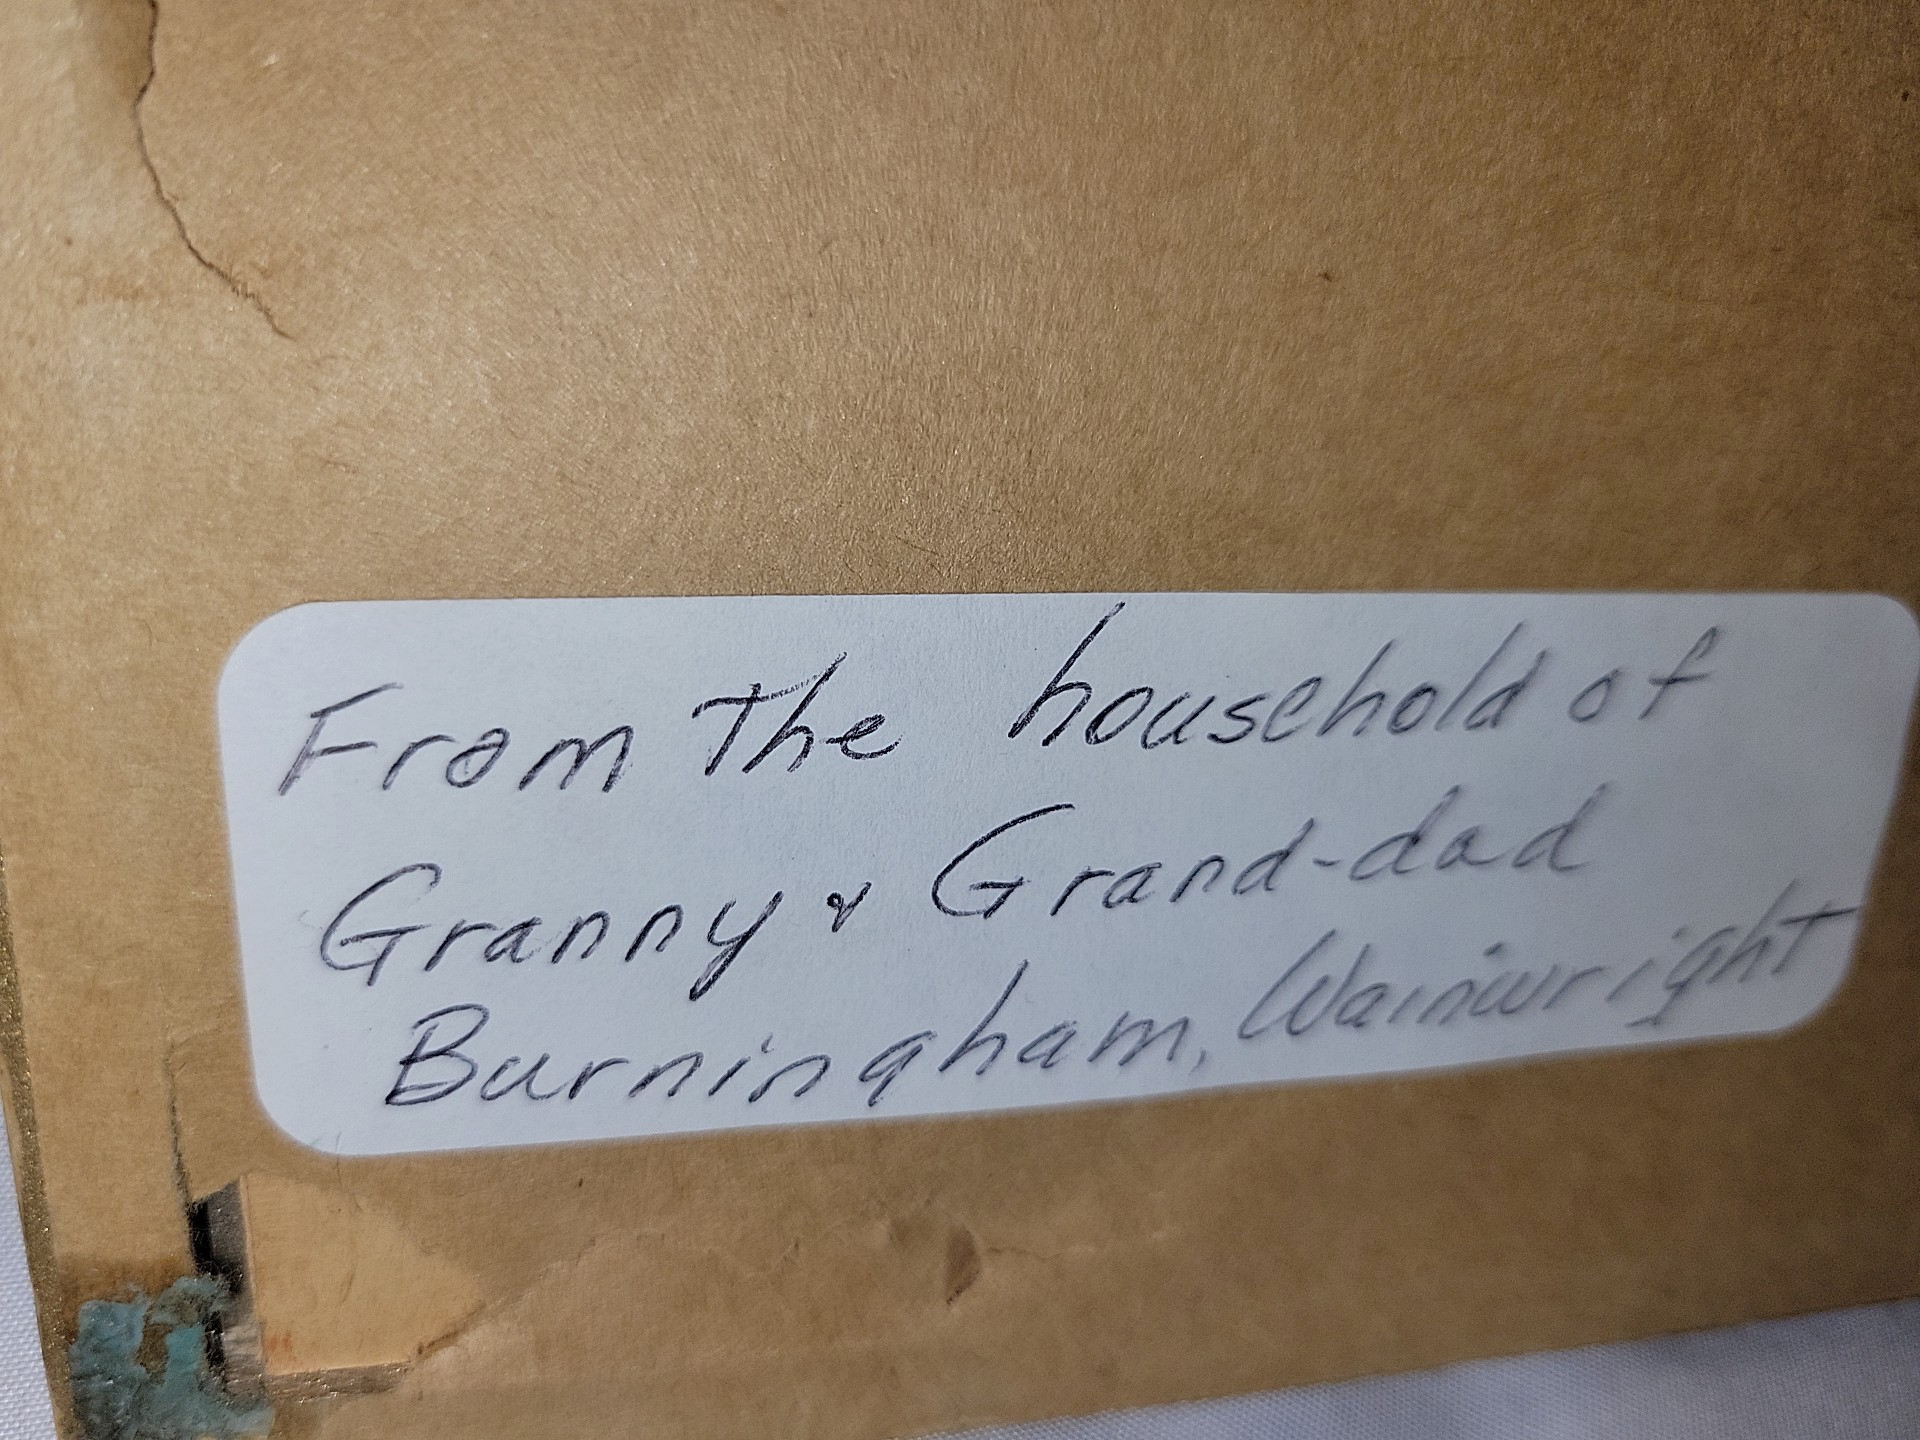 From The household of
Granny & Grand-dad
Burningham, Wainwright